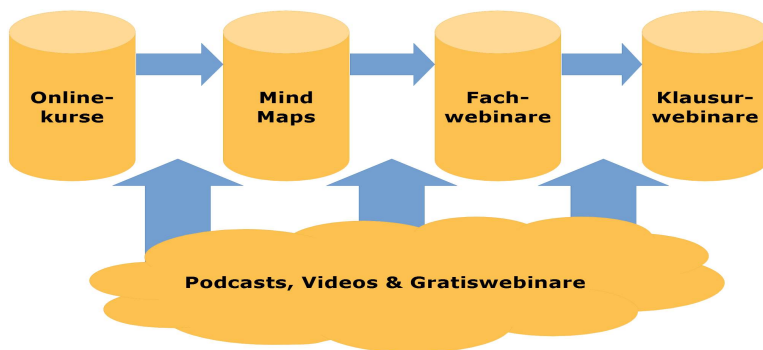 Online-
kurse
Mind
Maps
Fach-
webinare
Klausur-
webinare
Podcasts, Videos & Gratiswebinare